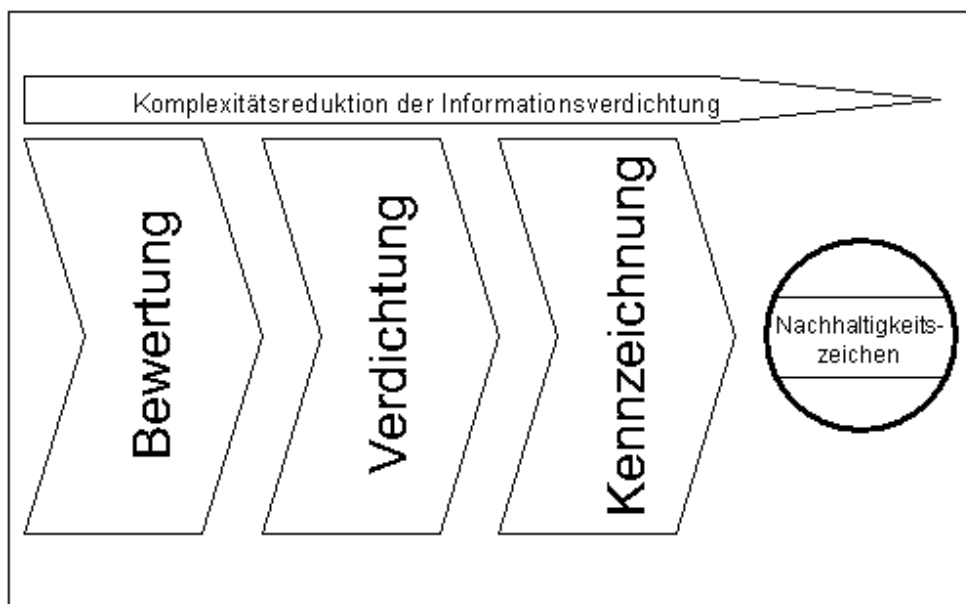 Komplexitätsreduktion der Informationsverdichtung
Bewertung
Verdichtung
Kennzeichnung
Nachhaltigkeits-
zeichen